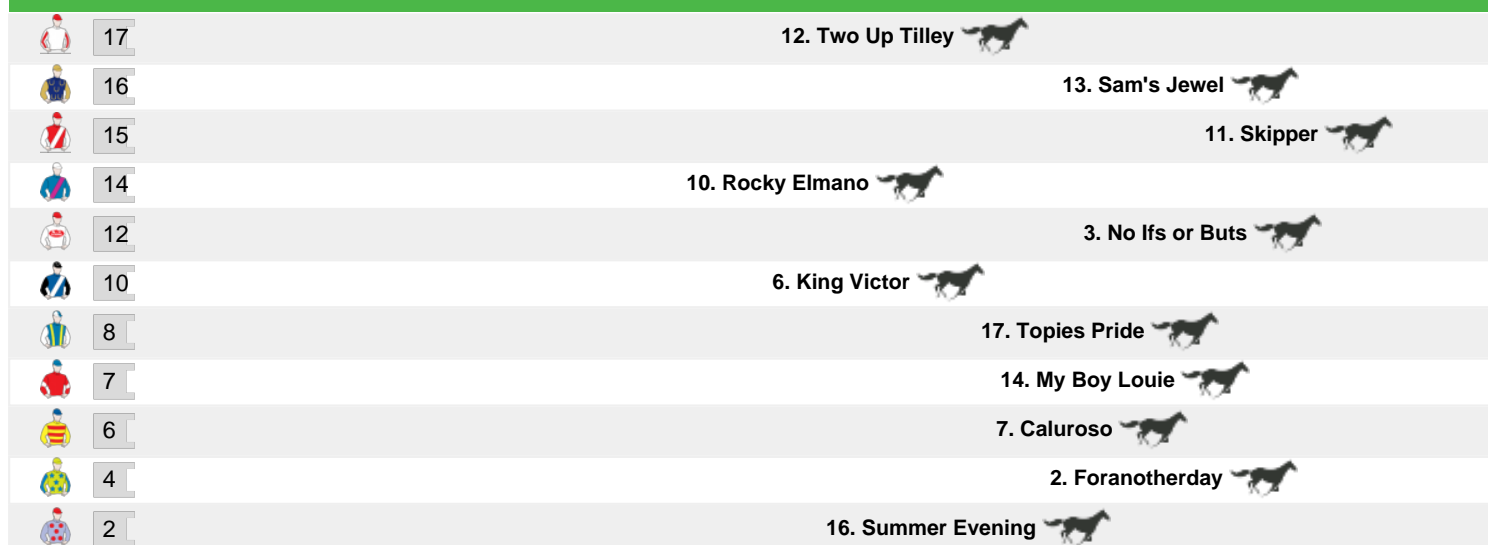 17 12. Two Up Tilley
16 13. Sam's Jewel
15 11. Skipper
14 10. Rocky Elmano
12 3. No Ifs or Buts
10 6. King Victor
8 17. Topies Pride
7 14. My Boy Louie
6 7. Caluroso
4 2. Foranotherday
2 16. Summer Evening